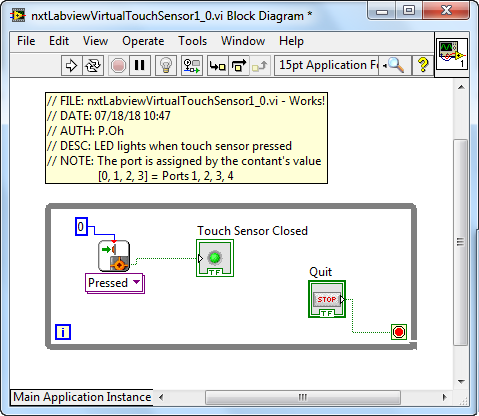 nxtLabviewVirtualTouchSensor1_0.vi Block Diagram *
File Edit View Operate Tools Window Help
15pt Application Fo
?
1
// FILE: nxtLabviewVirtualTouchSensor1_0.vi - Works!
// DATE: 07/18/18 10:47
// AUTH: P.Oh
// DESC: LED lights when touch sensor pressed
// NOTE: The port is assigned by the contant's value
[0, 1, 2, 3] = Ports 1, 2, 3, 4
0
Touch Sensor Closed
TF
Pressed
Quit
STOP
TF
i
Main Application Instance